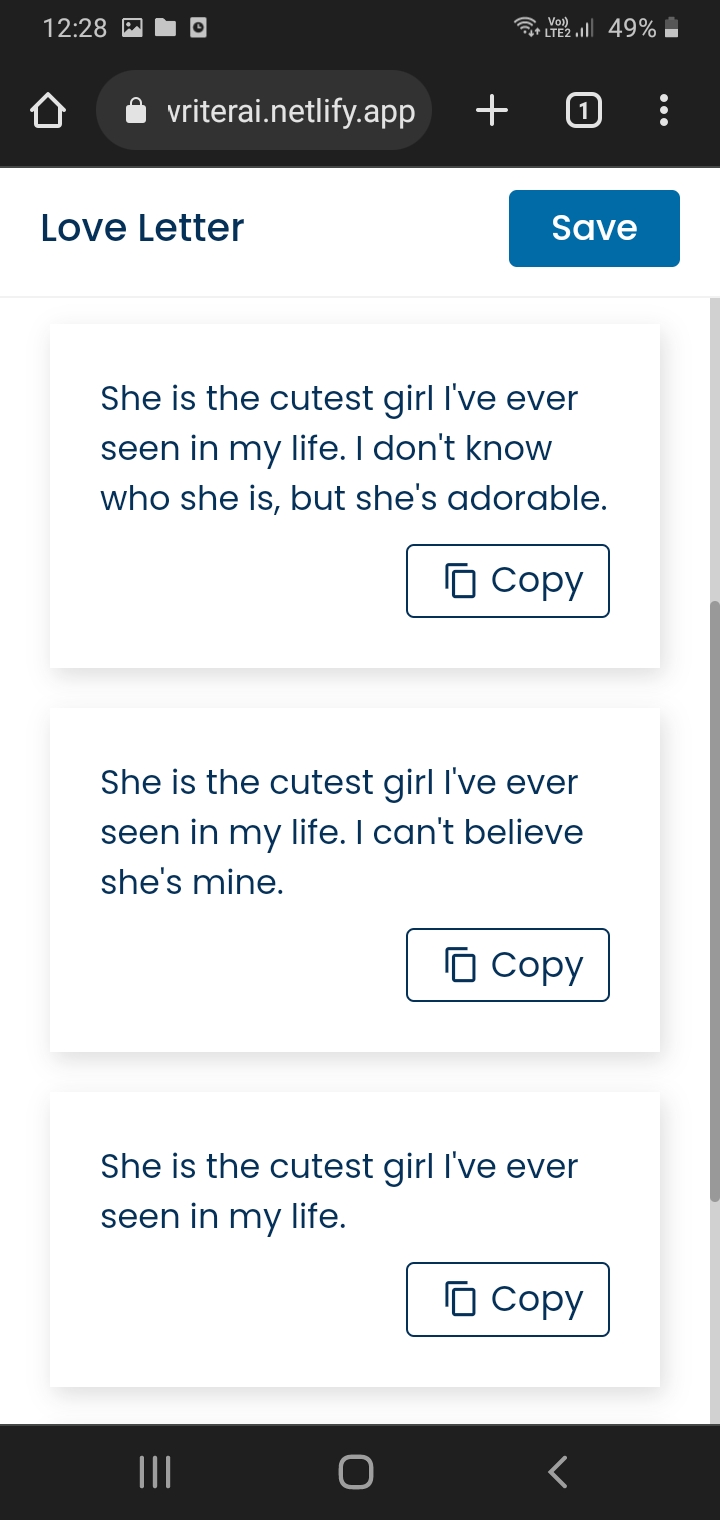 12:28
Vo)) LTE2
49%
vriterai.netlify.app
1
Love Letter
Save
She is the cutest girl I've ever
seen in my life. I don't know
who she is, but she's adorable.
Copy
She is the cutest girl I've ever
seen in my life. I can't believe
she's mine.
Copy
She is the cutest girl I've ever
seen in my life.
Copy